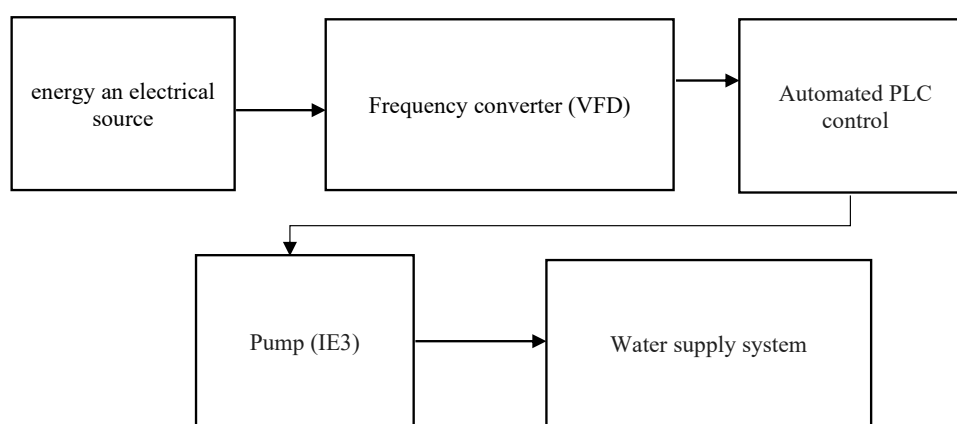 energy an electrical
source
Frequency converter (VFD)
Automated PLC
control
Pump (IE3)
Water supply system